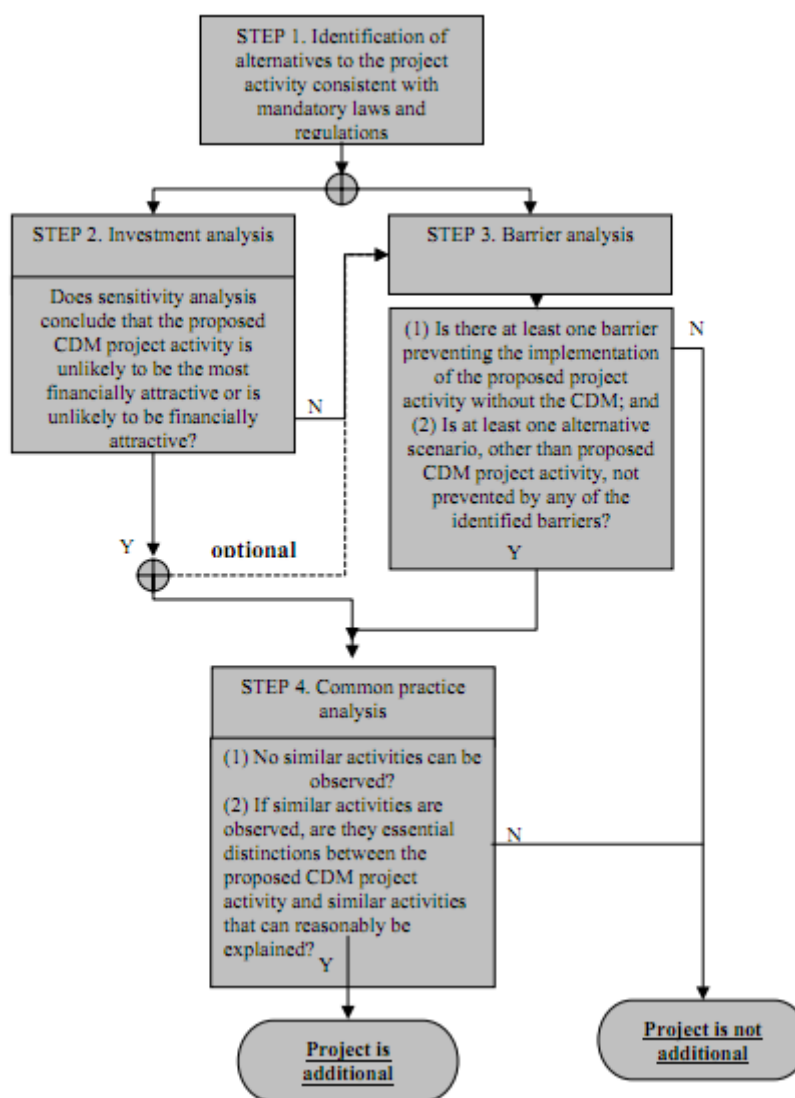 STEP 1. Identification of
alternatives to the project
activity consistent with
mandatory laws and
regulations
STEP 2. Investment analysis
Does sensitivity analysis
conclude that the proposed
CDM project activity is
unlikely to be the most
financially attractive or is
unlikely to be financially
attractive?
N
Y
optional
STEP 3. Barrier analysis
(1) Is there at least one barrier
preventing the implementation
of the proposed project
activity without the CDM; and
(2) Is at least one alternative
scenario, other than proposed
CDM project activity, not
prevented by any of the
identified barriers?
Y
N
STEP 4. Common practice
analysis
(1) No similar activities can be
observed?
(2) If similar activities are
observed, are they essential
distinctions between the
proposed CDM project
activity and similar activities
that can reasonably be
explained?
Y
N
Project is
additional
Project is not
additional